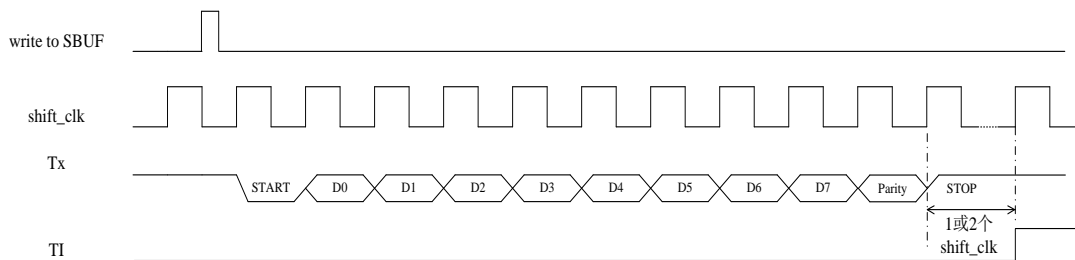 write to SBUF
shift_clk
Tx
START D0 D1 D2 D3 D4 D5 D6 D7 Parity STOP
1或2个
shift_clk
TI